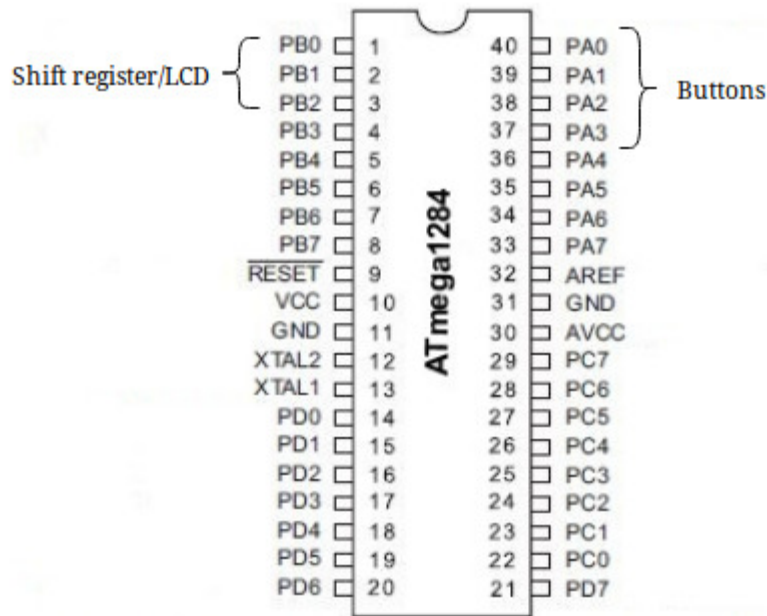 PB0 1 40 PA0
PB1 2 39 PA1
Shift register/LCD
PB2 3 38 PA2
Buttons
PB3 4 37 PA3
PB4 5 36 PA4
PB5 6 35 PA5
PB6 7 34 PA6
PB7 8 33 PA7
RESET 9 32 AREF
VCC 10 31 GND
GND 11 30 AVCC
XTAL2 12 29 PC7
XTAL1 13 28 PC6
PD0 14 27 PC5
PD1 15 26 PC4
PD2 16 25 PC3
PD3 17 24 PC2
PD4 18 23 PC1
PD5 19 22 PC0
PD6 20 21 PD7
ATmega1284